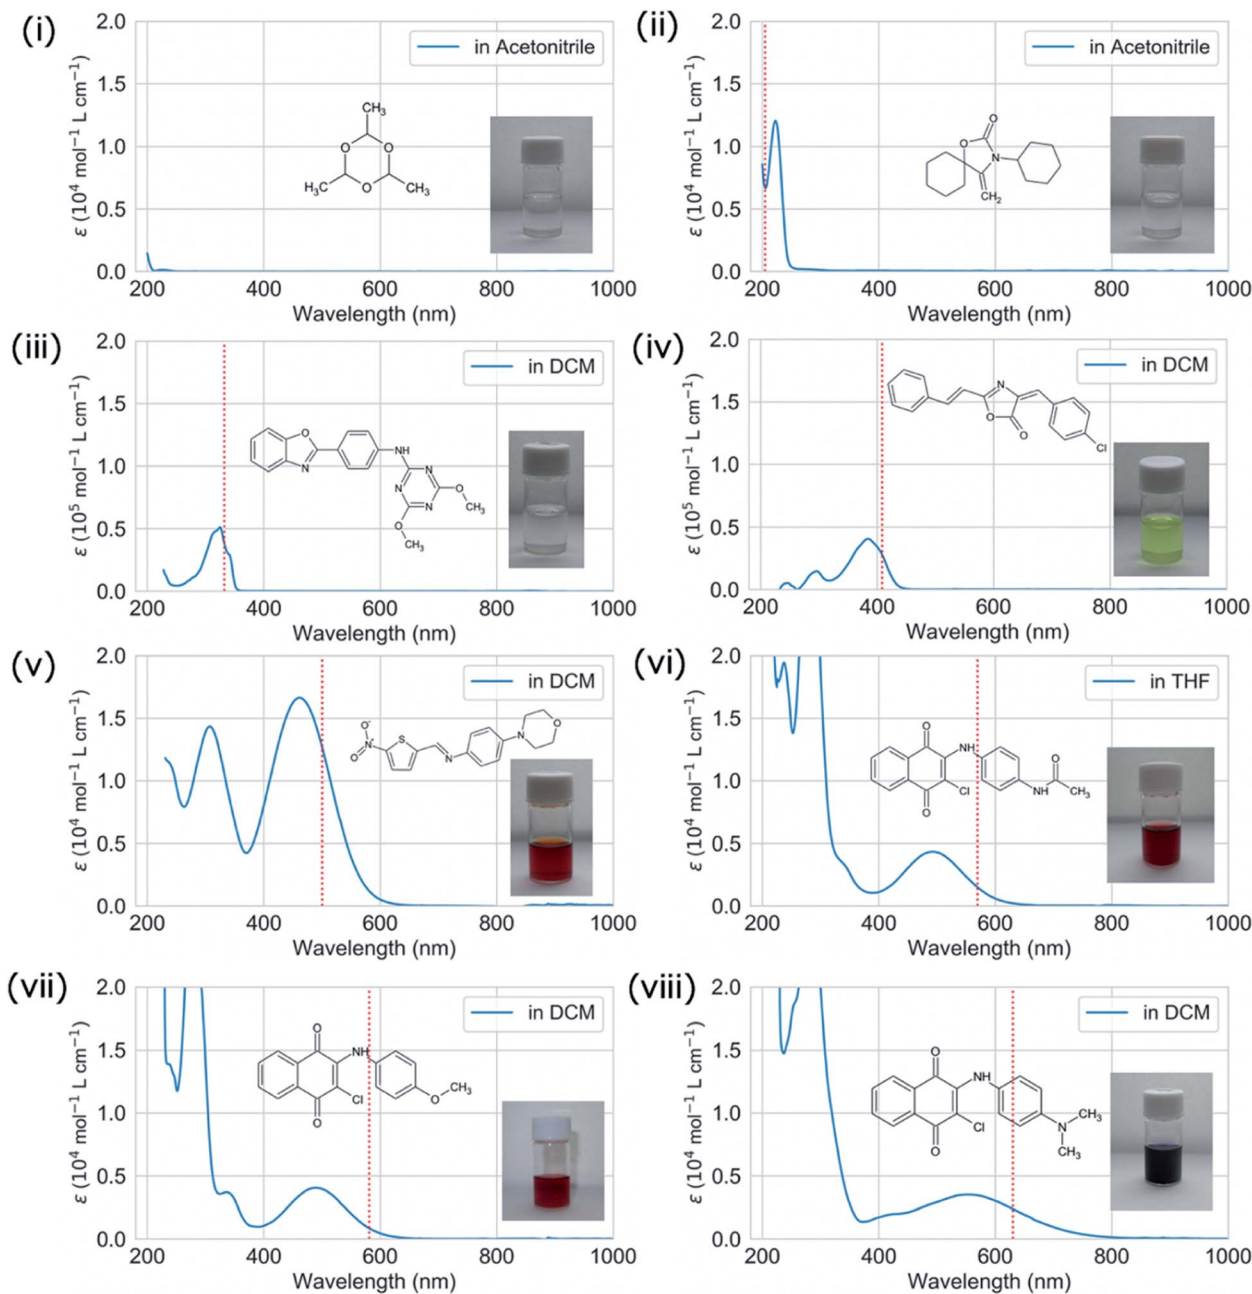 (i)
2.0
1.5
1.0
0.5
0.0
ε (10⁴ mol⁻¹ L cm⁻¹)
in Acetonitrile
CH₃
O
O
H₃C
O
CH₃
200 400 600 800 1000
Wavelength (nm)
(ii)
2.0
1.5
1.0
0.5
0.0
ε (10⁴ mol⁻¹ L cm⁻¹)
in Acetonitrile
O
O
N
CH₂
200 400 600 800 1000
Wavelength (nm)
(iii)
2.0
1.5
1.0
0.5
0.0
ε (10⁵ mol⁻¹ L cm⁻¹)
in DCM
O
N
NH
N
N
N
O
CH₃
O
CH₃
200 400 600 800 1000
Wavelength (nm)
(iv)
2.0
1.5
1.0
0.5
0.0
ε (10⁵ mol⁻¹ L cm⁻¹)
in DCM
N
O
O
Cl
200 400 600 800 1000
Wavelength (nm)
(v)
2.0
1.5
1.0
0.5
0.0
ε (10⁴ mol⁻¹ L cm⁻¹)
in DCM
O⁻
N⁺
O
S
N
N
O
200 400 600 800 1000
Wavelength (nm)
(vi)
2.0
1.5
1.0
0.5
0.0
ε (10⁴ mol⁻¹ L cm⁻¹)
in THF
O
NH
Cl
O
O
NH
CH₃
200 400 600 800 1000
Wavelength (nm)
(vii)
2.0
1.5
1.0
0.5
0.0
ε (10⁴ mol⁻¹ L cm⁻¹)
in DCM
O
NH
Cl
O
O
CH₃
200 400 600 800 1000
Wavelength (nm)
(viii)
2.0
1.5
1.0
0.5
0.0
ε (10⁴ mol⁻¹ L cm⁻¹)
in DCM
O
NH
Cl
O
N
CH₃
CH₃
200 400 600 800 1000
Wavelength (nm)